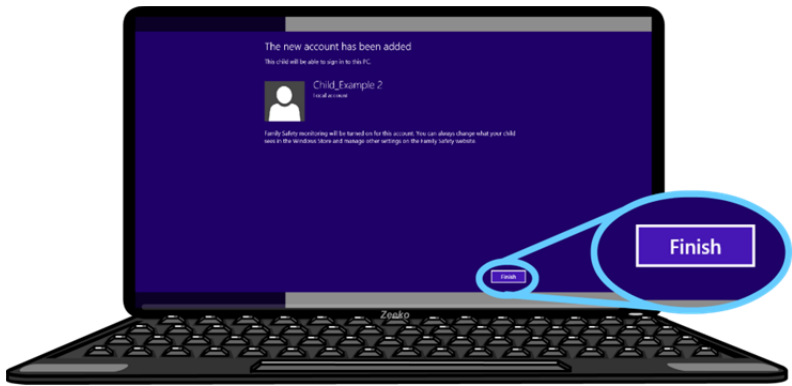 The new account has been added
This child will be able to sign in to this PC.
Child_Example 2
Local account
Family Safety monitoring will be turned on for this account. You can always change what your child
sees in the Windows Store and manage other settings on the Family Safety website.
Finish
Finish
Zenko